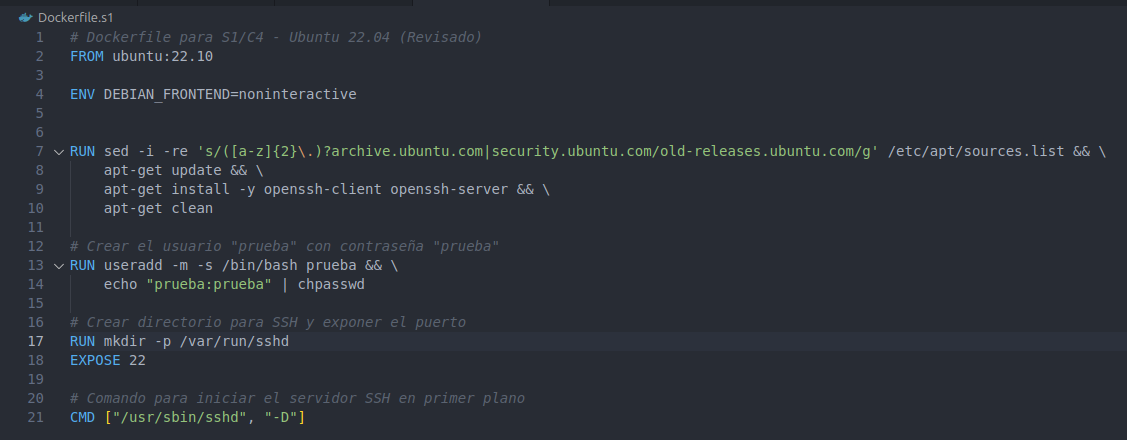 Dockerfile.s1
1 # Dockerfile para S1/C4 - Ubuntu 22.04 (Revisado)
2 FROM ubuntu:22.10
3
4 ENV DEBIAN_FRONTEND=noninteractive
5
6
7 RUN sed -i -re 's/([a-z]{2}\.)?archive.ubuntu.com|security.ubuntu.com/old-releases.ubuntu.com/g' /etc/apt/sources.list && \
8 apt-get update && \
9 apt-get install -y openssh-client openssh-server && \
10 apt-get clean
11
12 # Crear el usuario "prueba" con contraseña "prueba"
13 RUN useradd -m -s /bin/bash prueba && \
14 echo "prueba:prueba" | chpasswd
15
16 # Crear directorio para SSH y exponer el puerto
17 RUN mkdir -p /var/run/sshd
18 EXPOSE 22
19
20 # Comando para iniciar el servidor SSH en primer plano
21 CMD ["/usr/sbin/sshd", "-D"]